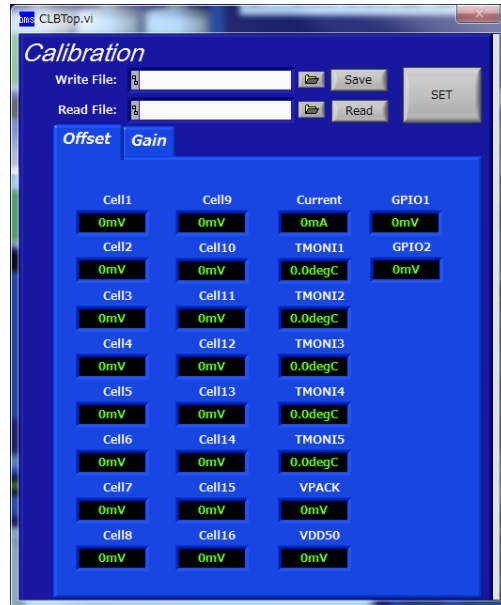 bms CLBTop.vi
Calibration
Write File: Save
SET
Read File: Read
Offset Gain
Cell1 Cell9 Current GPIO1
0mV 0mV 0mA 0mV
Cell2 Cell10 TMONI1 GPIO2
0mV 0mV 0.0degC 0mV
Cell3 Cell11 TMONI2
0mV 0mV 0.0degC
Cell4 Cell12 TMONI3
0mV 0mV 0.0degC
Cell5 Cell13 TMONI4
0mV 0mV 0.0degC
Cell6 Cell14 TMONI5
0mV 0mV 0.0degC
Cell7 Cell15 VPACK
0mV 0mV 0mV
Cell8 Cell16 VDD50
0mV 0mV 0mV